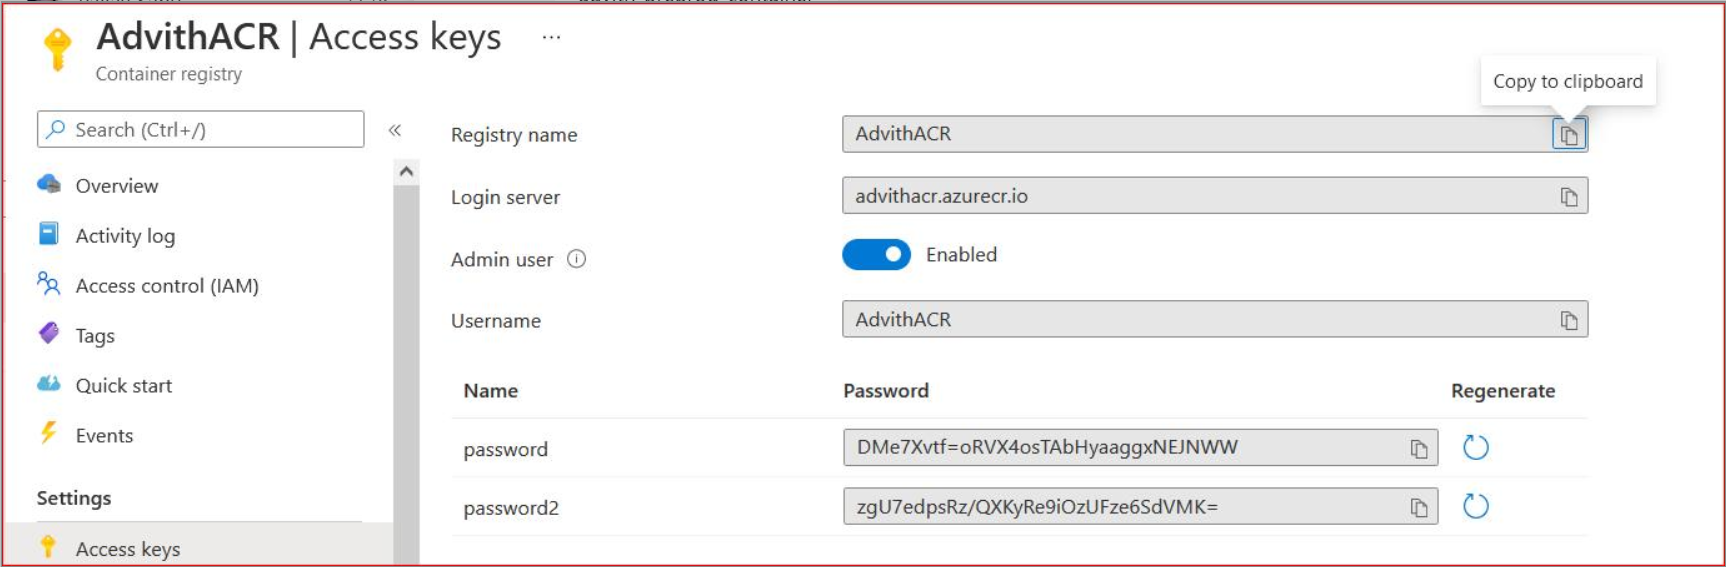 AdvithACR | Access keys ...
Container registry
Copy to clipboard
Search (Ctrl+/)
«
Overview
Activity log
Access control (IAM)
Tags
Quick start
Events
Settings
Access keys
Registry name AdvithACR
Login server advithacr.azurecr.io
Admin user Enabled
Username AdvithACR
Name Password Regenerate
password DMe7Xvtf=oRVX4osTAbHyaaggxNEJNWW
password2 zgU7edpsRz/QXKyRe9iOzUFze6SdVMK=